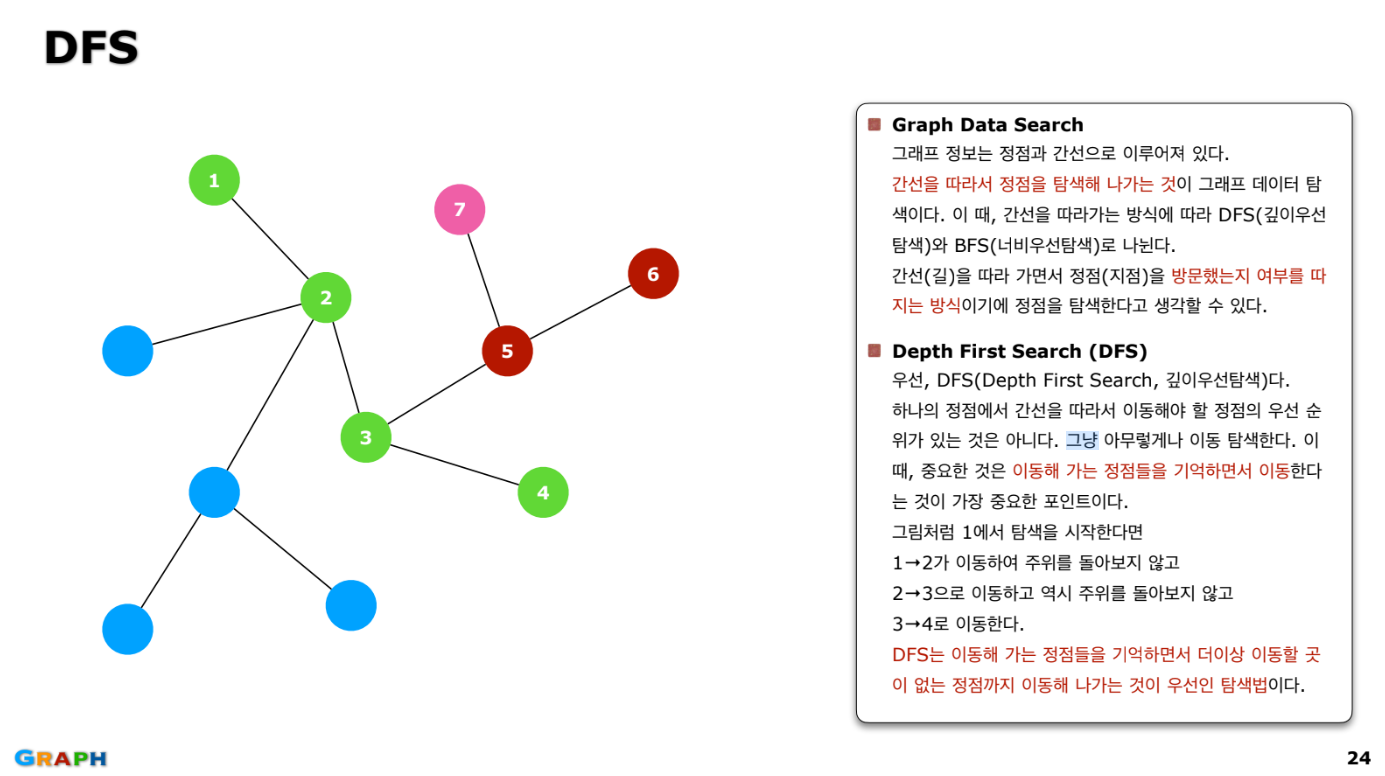 DFS
1
7
6
2
5
3
4
Graph Data Search
그래프 정보는 정점과 간선으로 이루어져 있다.
간선을 따라서 정점을 탐색해 나가는 것이 그래프 데이터 탐
색이다. 이 때, 간선을 따라가는 방식에 따라 DFS(깊이우선
탐색)와 BFS(너비우선탐색)로 나뉜다.
간선(길)을 따라 가면서 정점(지점)을 방문했는지 여부를 따
지는 방식이기에 정점을 탐색한다고 생각할 수 있다.
Depth First Search (DFS)
우선, DFS(Depth First Search, 깊이우선탐색)다.
하나의 정점에서 간선을 따라서 이동해야 할 정점의 우선 순
위가 있는 것은 아니다. 그냥 아무렇게나 이동 탐색한다. 이
때, 중요한 것은 이동해 가는 정점들을 기억하면서 이동한다
는 것이 가장 중요한 포인트이다.
그림처럼 1에서 탐색을 시작한다면
1→2가 이동하여 주위를 돌아보지 않고
2→3으로 이동하고 역시 주위를 돌아보지 않고
3→4로 이동한다.
DFS는 이동해 가는 정점들을 기억하면서 더이상 이동할 곳
이 없는 정점까지 이동해 나가는 것이 우선인 탐색법이다.
GRAPH
24